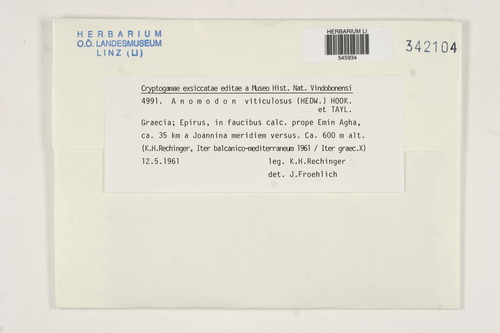 HERBARIUM
O.Ö. LANDESMUSEUM
LINZ (LI)
HERBARIUM LI
545934
342104
Cryptogamae exsiccatae editae a Museo Hist. Nat. Vindobonensi
4991. Anomodon viticulosus (HEDW.) HOOK.
et TAYL.
Graecia; Epirus, in faucibus calc. prope Emin Agha,
ca. 35 km a Joannina meridiem versus. Ca. 600 m alt.
(K.H.Rechinger, Iter balcanico-mediterraneum 1961 / Iter graec.X)
12.5.1961 leg. K.H.Rechinger
det. J.Froehlich